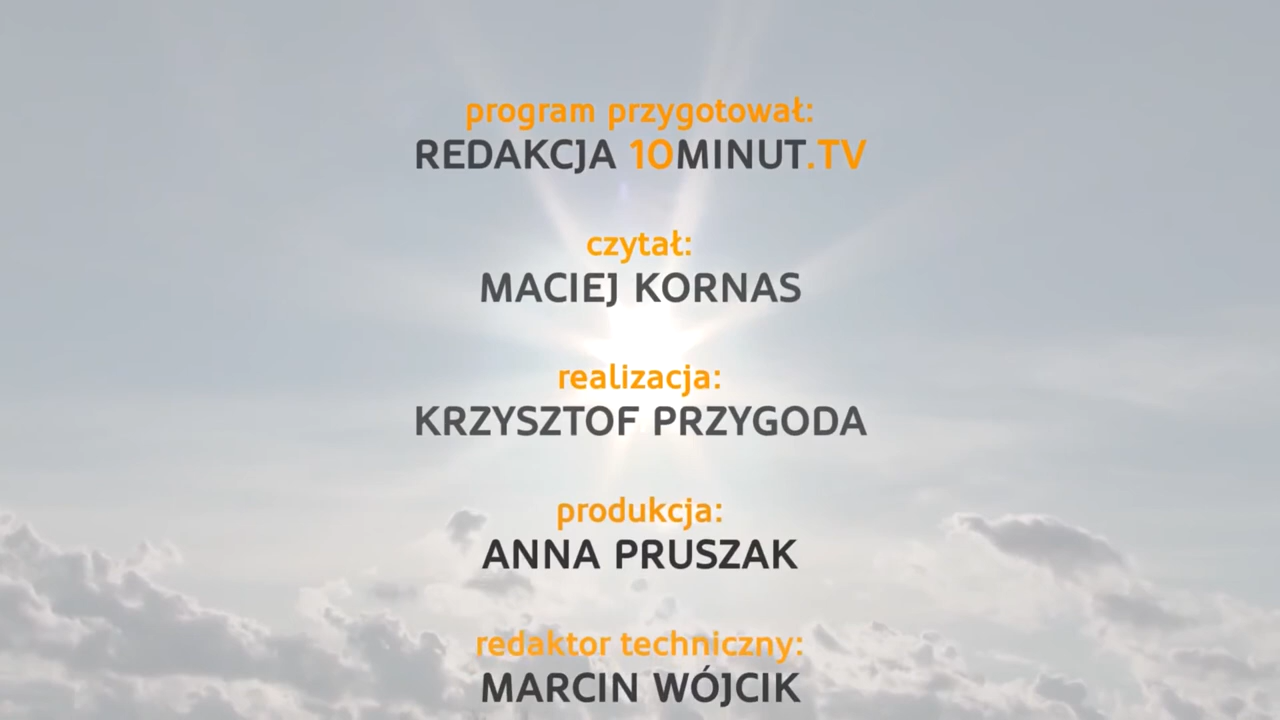 program przygotował:
REDAKCJA 10MINUT.TV
czytał:
MACIEJ KORNAS
realizacja:
KRZYSZTOF PRZYGODA
produkcja:
ANNA PRUSZAK
redaktor techniczny:
MARCIN WÓJCIK